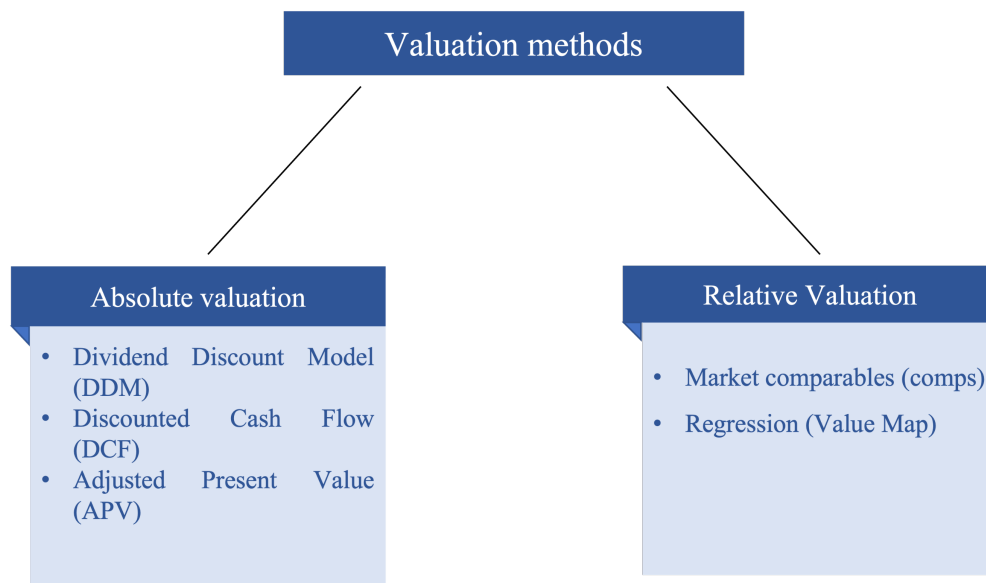 Valuation methods
Absolute valuation
• Dividend Discount Model
(DDM)
• Discounted Cash Flow
(DCF)
• Adjusted Present Value
(APV)
Relative Valuation
• Market comparables (comps)
• Regression (Value Map)